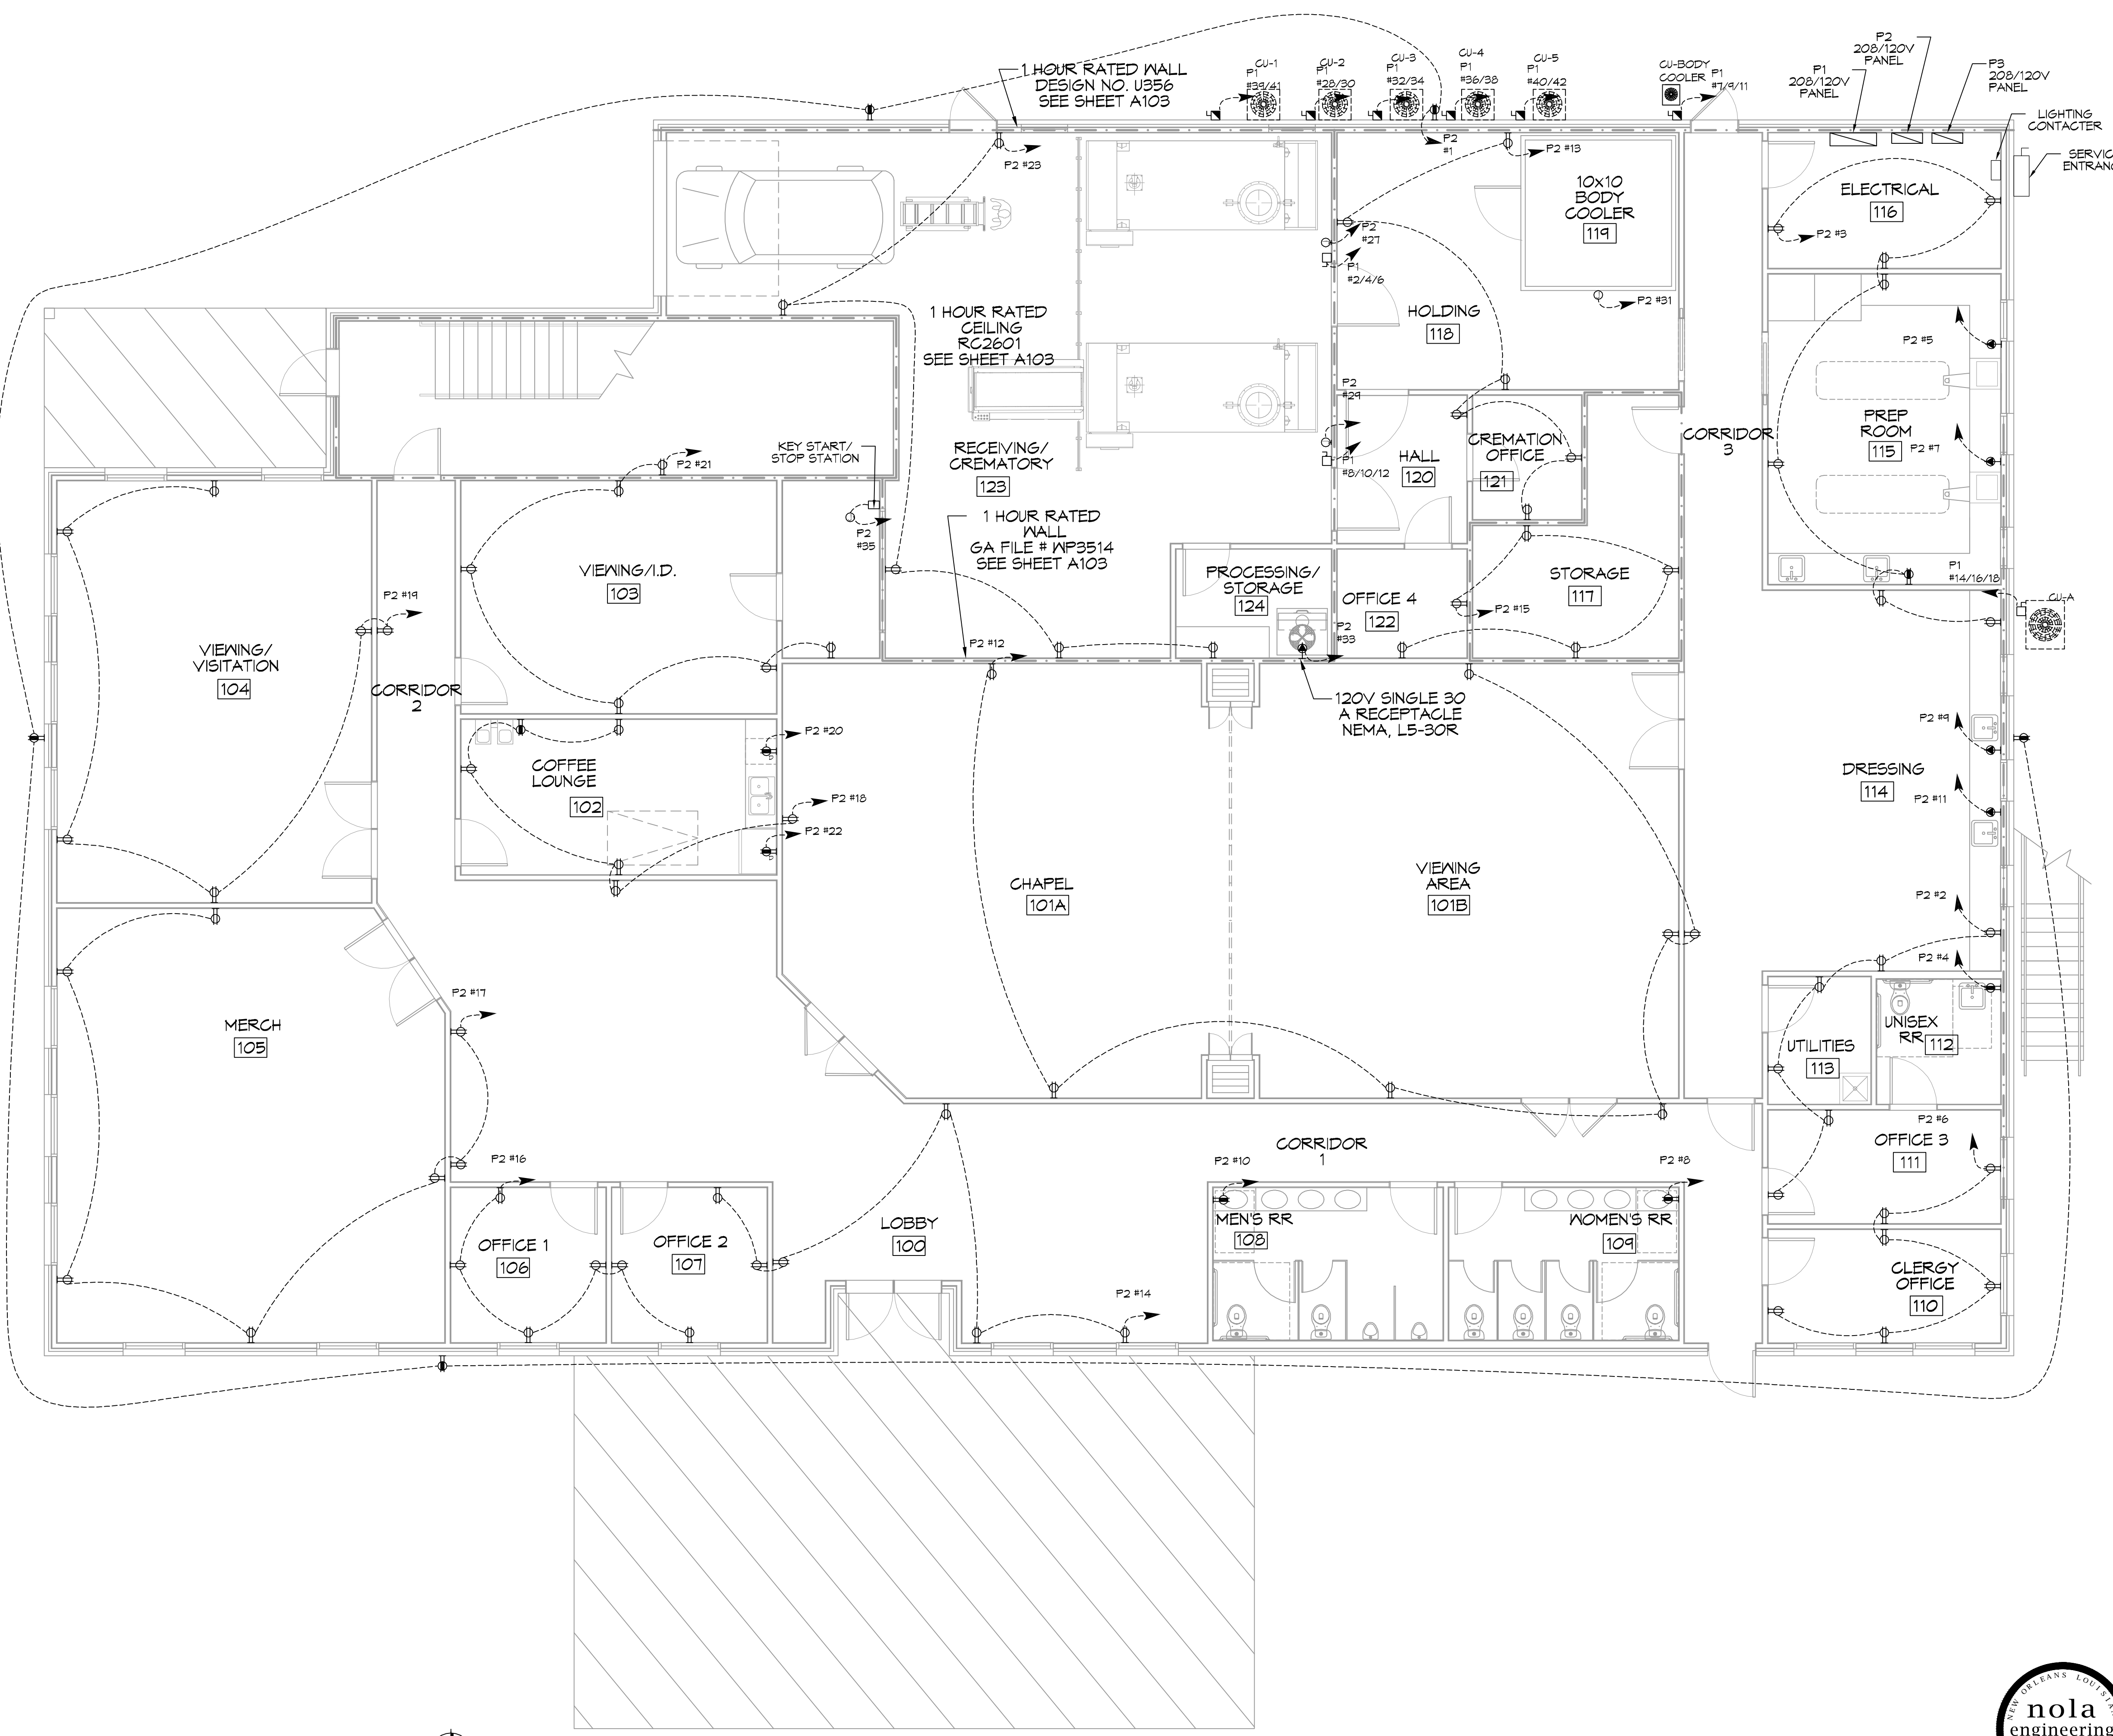 1 HOUR RATED WALL
DESIGN NO. U356
SEE SHEET A103
CU-1
P1
#39/41
CU-2
P1
#28/30
CU-3
P1
#32/34
CU-4
P1
#36/38
CU-5
P1
#40/42
CU-BODY
COOLER
P1
#7/9/11
P1
208/120V
PANEL
P2
208/120V
PANEL
P3
208/120V
PANEL
LIGHTING
CONTACTER
SERVIC
ENTRANC
P2 #23
P2
#1
P2 #13
10x10
BODY
COOLER
119
ELECTRICAL
116
P2 #3
P2
#27
P1
#2/4/6
P2 #31
HOLDING
118
1 HOUR RATED
CEILING
RC2601
SEE SHEET A103
P2 #5
P2
#29
PREP
ROOM
115
P2 #7
KEY START/
STOP STATION
RECEIVING/
CREMATORY
123
P1
#8/10/12
HALL
120
CREMATION
OFFICE
121
CORRIDOR
3
P2 #21
1 HOUR RATED
WALL
GA FILE # WP3514
SEE SHEET A103
P2
#35
VIEWING/I.D.
103
PROCESSING/
STORAGE
124
OFFICE 4
122
STORAGE
117
P1
#14/16/18
CU-A
P2 #19
P2 #15
P2
#33
P2 #12
VIEWING/
VISITATION
104
CORRIDOR
2
120V SINGLE 30
A RECEPTACLE
NEMA, L5-30R
P2 #20
P2 #9
COFFEE
LOUNGE
102
DRESSING
114
P2 #18
P2 #11
P2 #22
CHAPEL
101A
VIEWING
AREA
101B
P2 #2
P2 #4
P2 #17
MERCH
105
UNISEX
RR
112
UTILITIES
113
P2 #6
OFFICE 3
111
CORRIDOR
1
P2 #16
P2 #10
P2 #8
LOBBY
100
MEN'S RR
108
WOMEN'S RR
109
OFFICE 1
106
OFFICE 2
107
CLERGY
OFFICE
110
P2 #14
NEW ORLEANS LOUISIA
nola
engineering